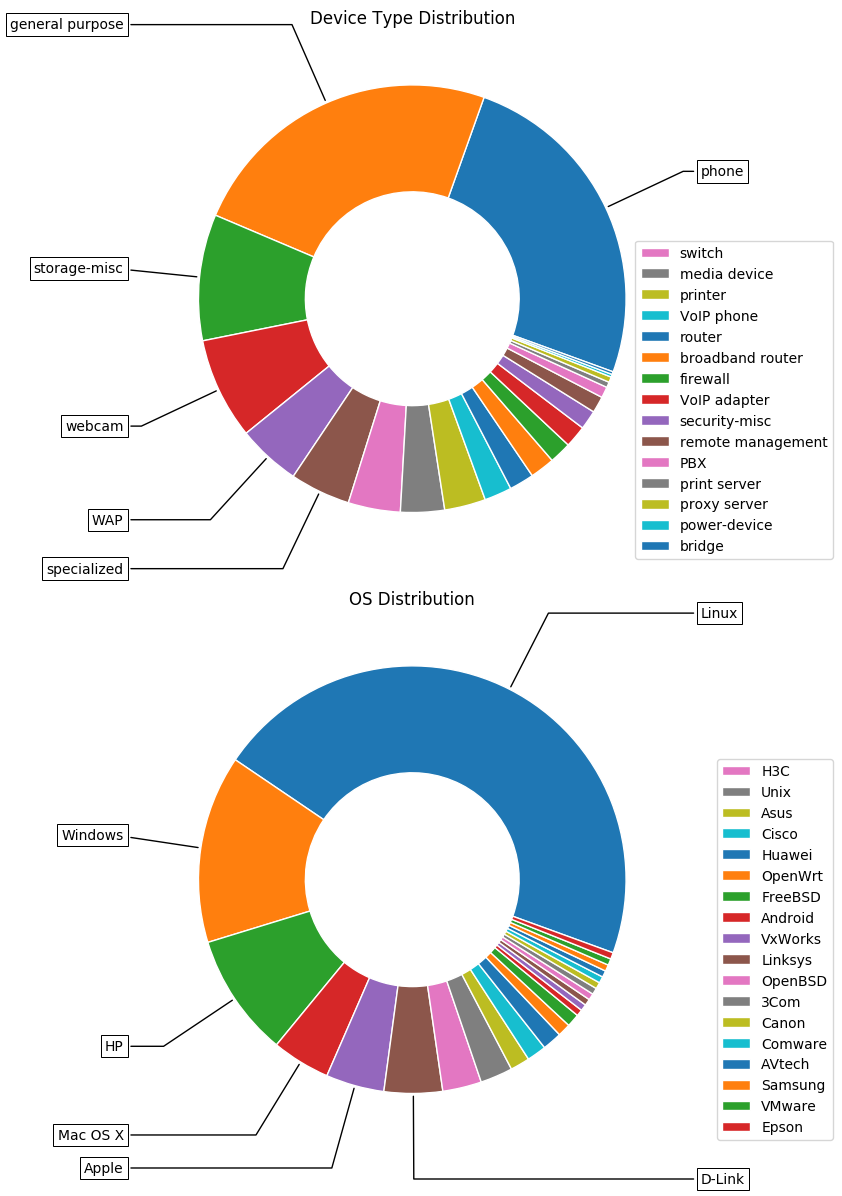 Device Type Distribution
general purpose
phone
storage-misc
webcam
WAP
specialized
switch
media device
printer
VoIP phone
router
broadband router
firewall
VoIP adapter
security-misc
remote management
PBX
print server
proxy server
power-device
bridge
OS Distribution
Linux
Windows
HP
Mac OS X
Apple
D-Link
H3C
Unix
Asus
Cisco
Huawei
OpenWrt
FreeBSD
Android
VxWorks
Linksys
OpenBSD
3Com
Canon
Comware
AVtech
Samsung
VMware
Epson